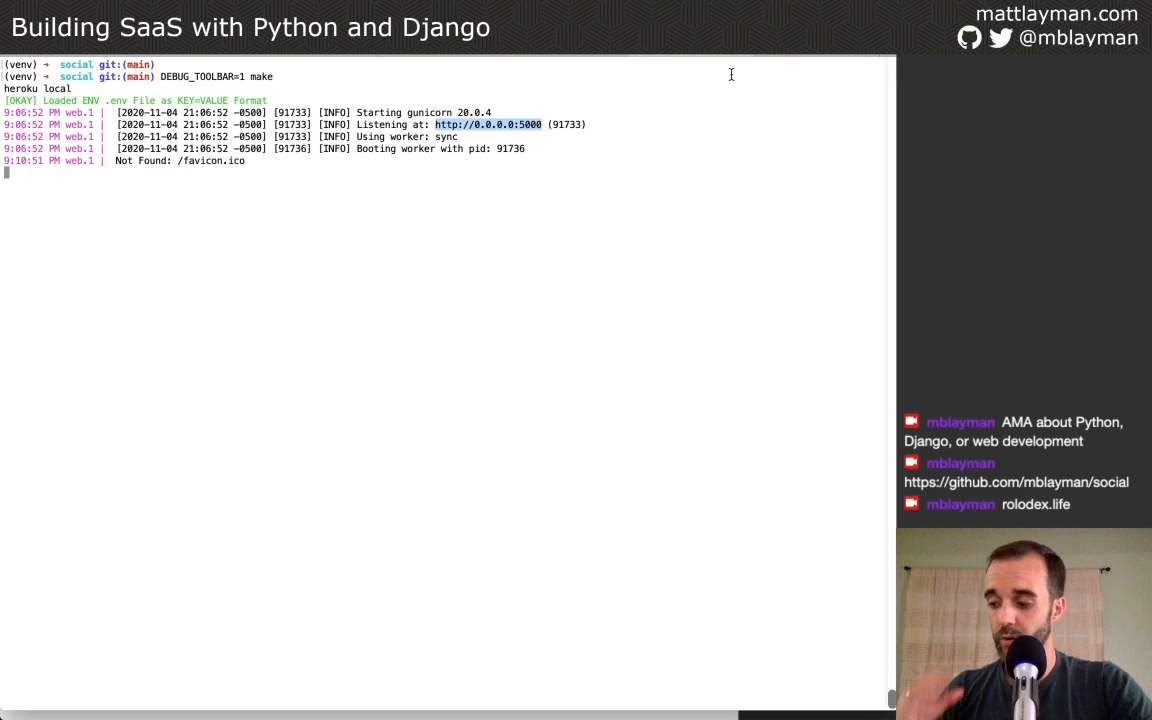 Building SaaS with Python and Django
mattlayman.com
@mblayman
(venv) → social git:(main)
(venv) → social git:(main) DEBUG_TOOLBAR=1 make
heroku local
[OKAY] Loaded ENV .env File as KEY=VALUE Format
9:06:52 PM web.1 | [2020-11-04 21:06:52 -0500] [91733] [INFO] Starting gunicorn 20.0.4
9:06:52 PM web.1 | [2020-11-04 21:06:52 -0500] [91733] [INFO] Listening at: http://0.0.0.0:5000 (91733)
9:06:52 PM web.1 | [2020-11-04 21:06:52 -0500] [91733] [INFO] Using worker: sync
9:06:52 PM web.1 | [2020-11-04 21:06:52 -0500] [91736] [INFO] Booting worker with pid: 91736
9:10:51 PM web.1 | Not Found: /favicon.ico
mblayman AMA about Python,
Django, or web development
mblayman
https://github.com/mblayman/social
mblayman rolodex.life